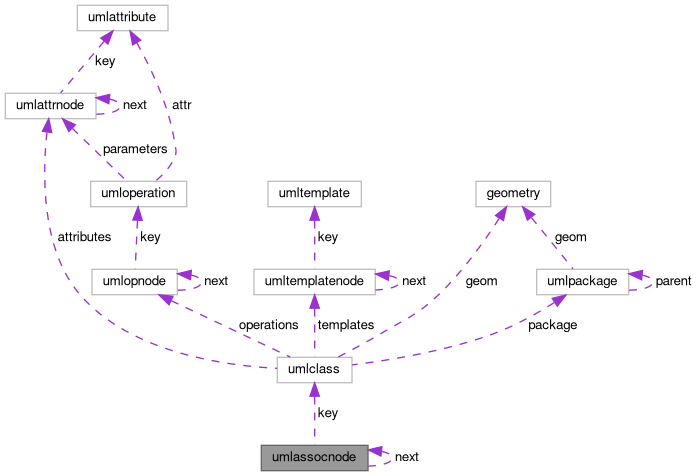 umlattribute
key
umlattrnode
next
attr
parameters
umloperation
umltemplate
geometry
attributes
key
key
geom
umlopnode
next
umltemplatenode
next
geom
umlpackage
parent
operations
templates
package
umlclass
key
umlassocnode
next